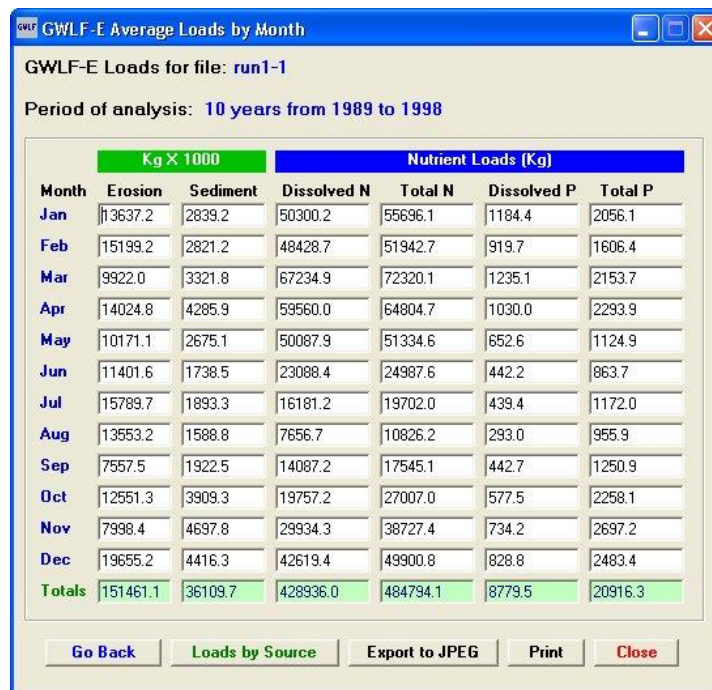 GWLF GWLF-E Average Loads by Month
GWLF-E Loads for file: run1-1
Period of analysis: 10 years from 1989 to 1998
Kg X 1000 Nutrient Loads (Kg)
Month Erosion Sediment Dissolved N Total N Dissolved P Total P
Jan 13637.2 2839.2 50300.2 55696.1 1184.4 2056.1
Feb 15199.2 2821.2 48428.7 51942.7 919.7 1606.4
Mar 9922.0 3321.8 67234.9 72320.1 1235.1 2153.7
Apr 14024.8 4285.9 59560.0 64804.7 1030.0 2293.9
May 10171.1 2675.1 50087.9 51334.6 652.6 1124.9
Jun 11401.6 1738.5 23088.4 24987.6 442.2 863.7
Jul 15789.7 1893.3 16181.2 19702.0 439.4 1172.0
Aug 13553.2 1588.8 7656.7 10826.2 293.0 955.9
Sep 7557.5 1922.5 14087.2 17545.1 442.7 1250.9
Oct 12551.3 3909.3 19757.2 27007.0 577.5 2258.1
Nov 7998.4 4697.8 29934.3 38727.4 734.2 2697.2
Dec 19655.2 4416.3 42619.4 49900.8 828.8 2483.4
Totals 151461.1 36109.7 428936.0 484794.1 8779.5 20916.3
Go Back Loads by Source Export to JPEG Print Close